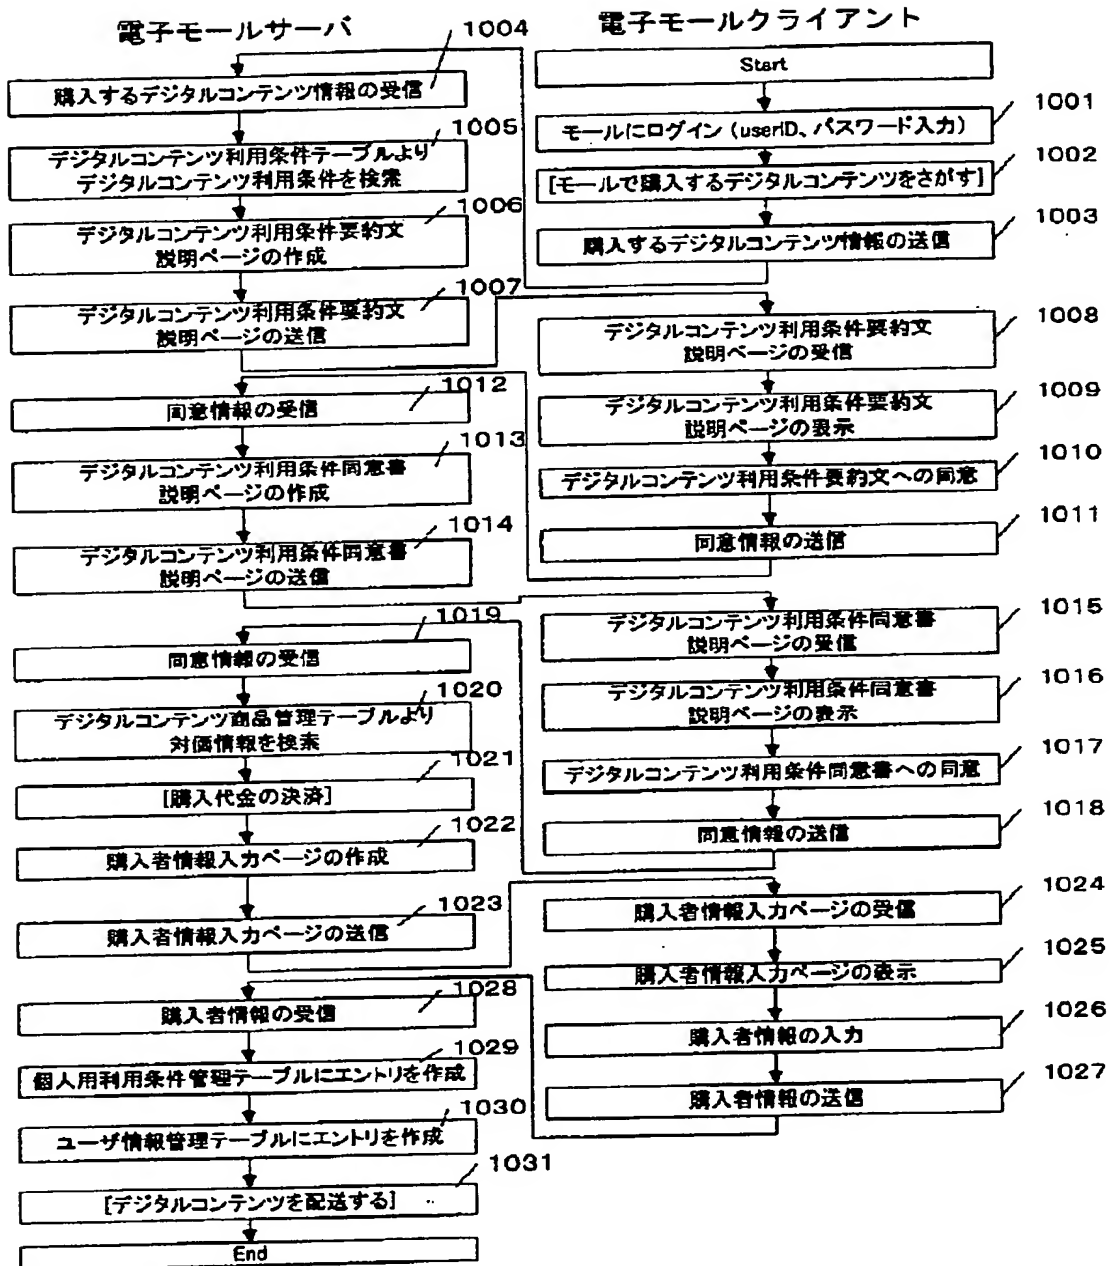 電子モールサーバ
1004
購入するデジタルコンテンツ情報の受信
1005
デジタルコンテンツ利用条件テーブルより
デジタルコンテンツ利用条件を検索
1006
デジタルコンテンツ利用条件要約文
説明ページの作成
1007
デジタルコンテンツ利用条件要約文
説明ページの送信
1012
同意情報の受信
1013
デジタルコンテンツ利用条件同意書
説明ページの作成
1014
デジタルコンテンツ利用条件同意書
説明ページの送信
1019
同意情報の受信
1020
デジタルコンテンツ商品管理テーブルより
対価情報を検索
1021
[購入代金の決済]
1022
購入者情報入力ページの作成
1023
購入者情報入力ページの送信
1028
購入者情報の受信
1029
個人用利用条件管理テーブルにエントリを作成
1030
ユーザ情報管理テーブルにエントリを作成
1031
[デジタルコンテンツを配送する]
End
電子モールクライアント
Start
1001
モールにログイン(userID、パスワード入力)
1002
[モールで購入するデジタルコンテンツをさがす]
1003
購入するデジタルコンテンツ情報の送信
1008
デジタルコンテンツ利用条件要約文
説明ページの受信
1009
デジタルコンテンツ利用条件要約文
説明ページの表示
1010
デジタルコンテンツ利用条件要約文への同意
1011
同意情報の送信
1015
デジタルコンテンツ利用条件同意書
説明ページの受信
1016
デジタルコンテンツ利用条件同意書
説明ページの表示
1017
デジタルコンテンツ利用条件同意書への同意
1018
同意情報の送信
1024
購入者情報入力ページの受信
1025
購入者情報入力ページの表示
1026
購入者情報の入力
1027
購入者情報の送信